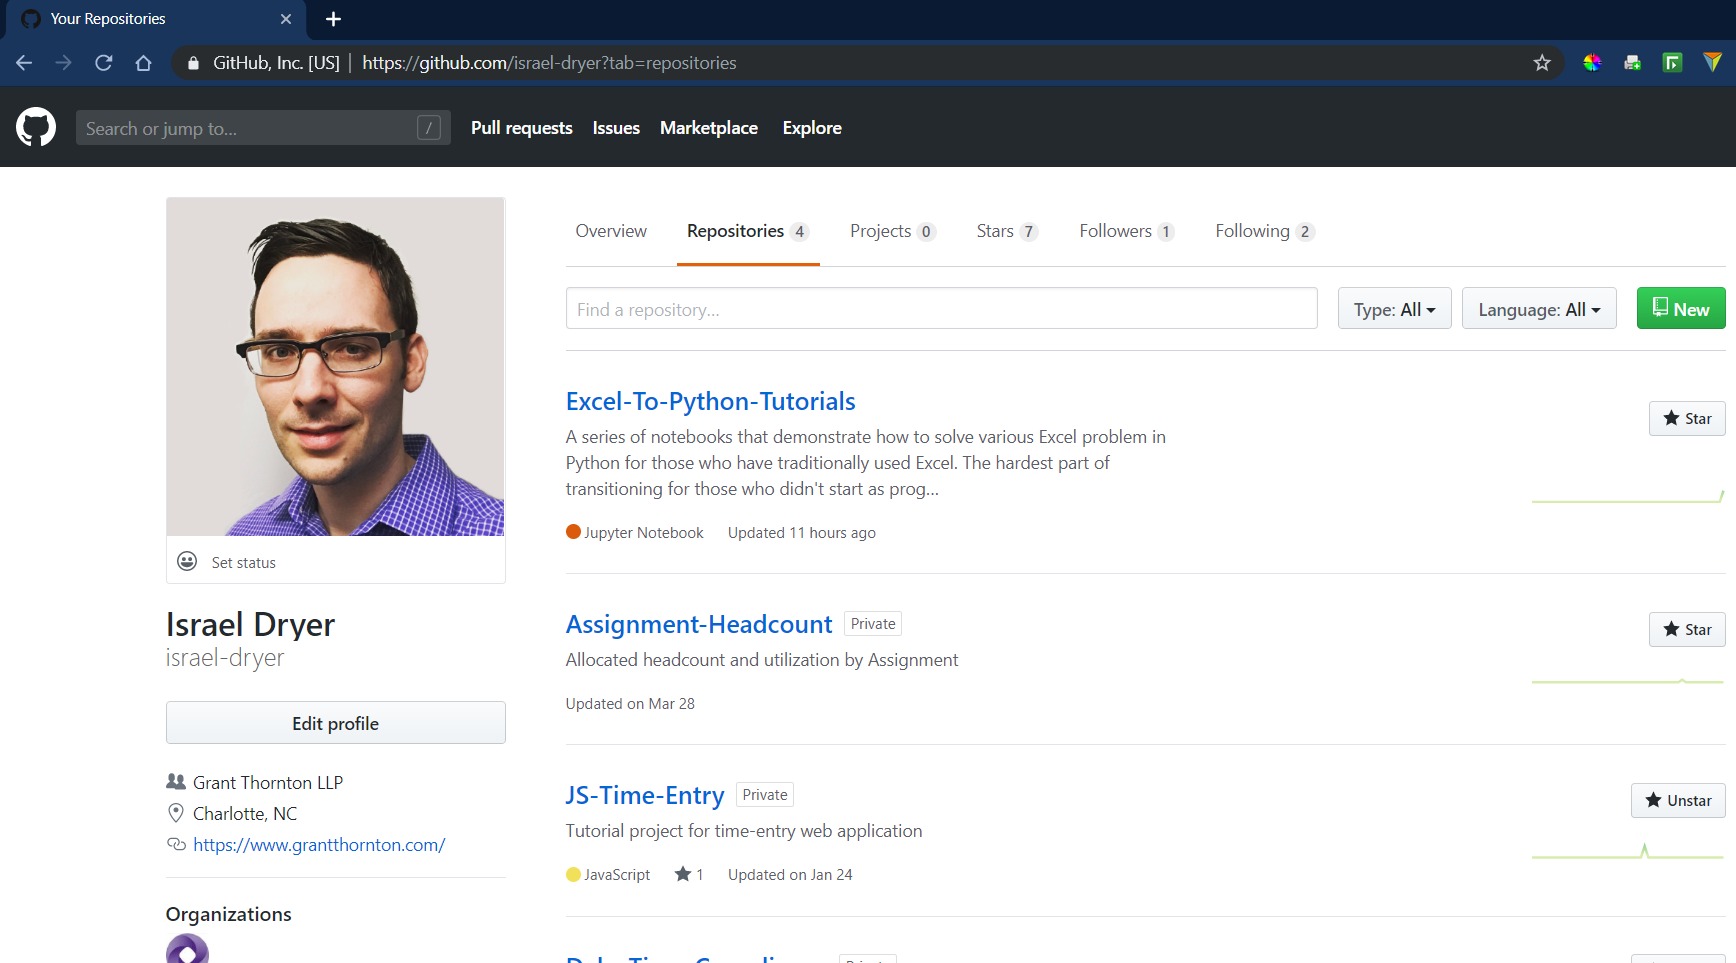 Your Repositories
GitHub, Inc. [US] | https://github.com/israel-dryer?tab=repositories
Search or jump to...
/
Pull requests
Issues
Marketplace
Explore
Overview
Repositories 4
Projects 0
Stars 7
Followers 1
Following 2
Find a repository...
Type: All
Language: All
New
Excel-To-Python-Tutorials
Star
A series of notebooks that demonstrate how to solve various Excel problem in
Python for those who have traditionally used Excel. The hardest part of
transitioning for those who didn't start as prog...
Jupyter Notebook
Updated 11 hours ago
Set status
Israel Dryer
israel-dryer
Edit profile
Grant Thornton LLP
Charlotte, NC
https://www.grantthornton.com/
Organizations
Assignment-Headcount
Private
Star
Allocated headcount and utilization by Assignment
Updated on Mar 28
JS-Time-Entry
Private
Unstar
Tutorial project for time-entry web application
JavaScript
1
Updated on Jan 24